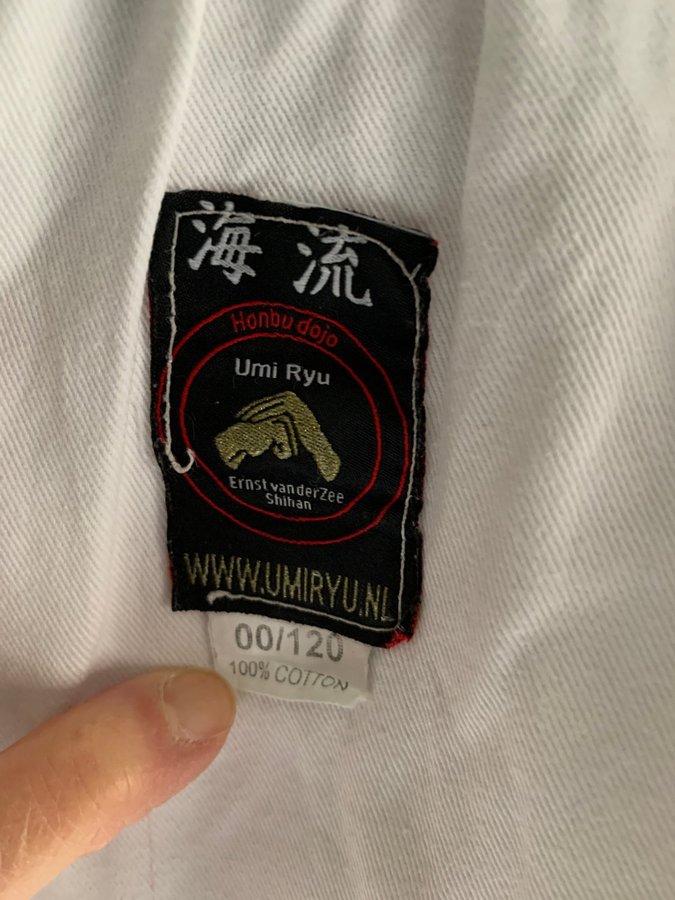 海流
Honbu dojo
Umi Ryu
Ernst vanderZee
Shihan
WWW.UMIRYU.NL
00/120
100% COTTON